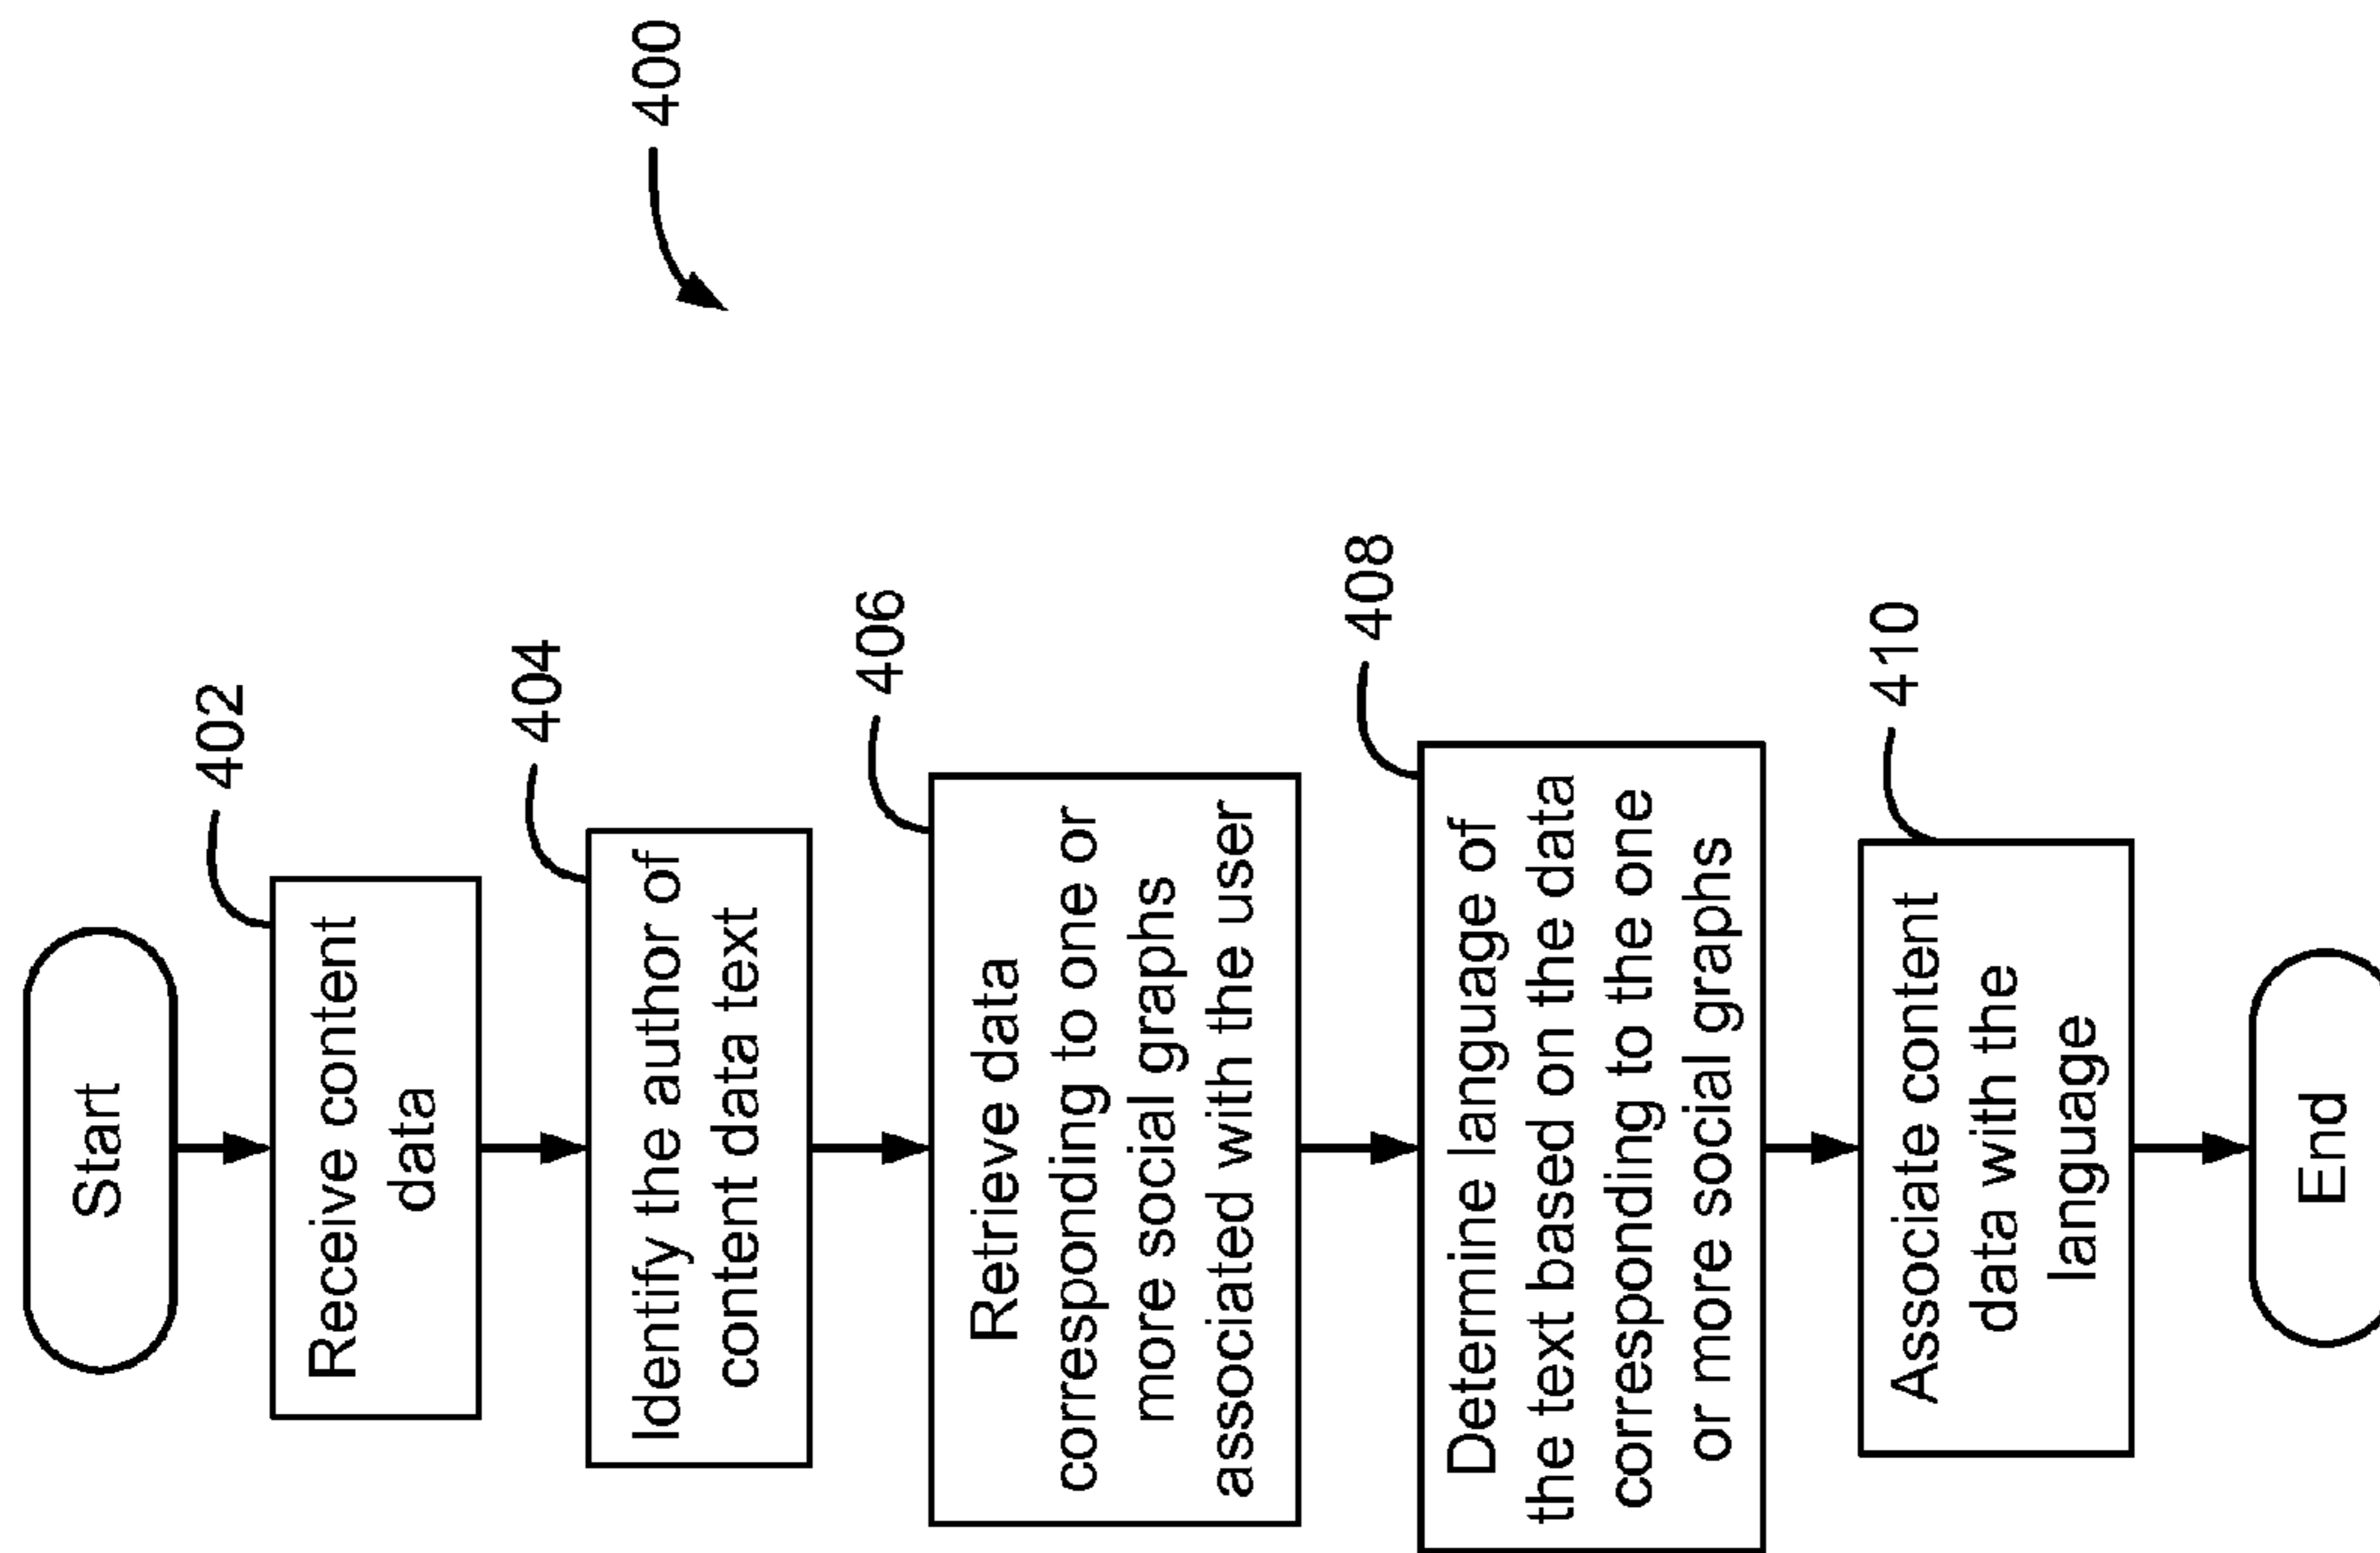 400
Start
402
Receive content
data
404
Identify the author of
content data text
406
Retrieve data
corresponding to one or
more social graphs
associated with the user
408
Determine language of
the text based on the data
corresponding to the one
or more social graphs
410
Associate content
data with the
language
End